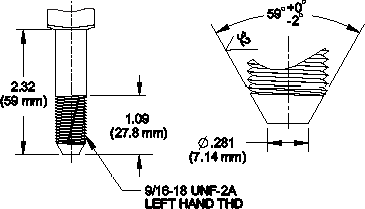 59° +0°
-2°
2.32
(59 mm)
1.09
(27.8 mm)
Ø.281
(7.14 mm)
9/16-18 UNF-2A
LEFT HAND THD